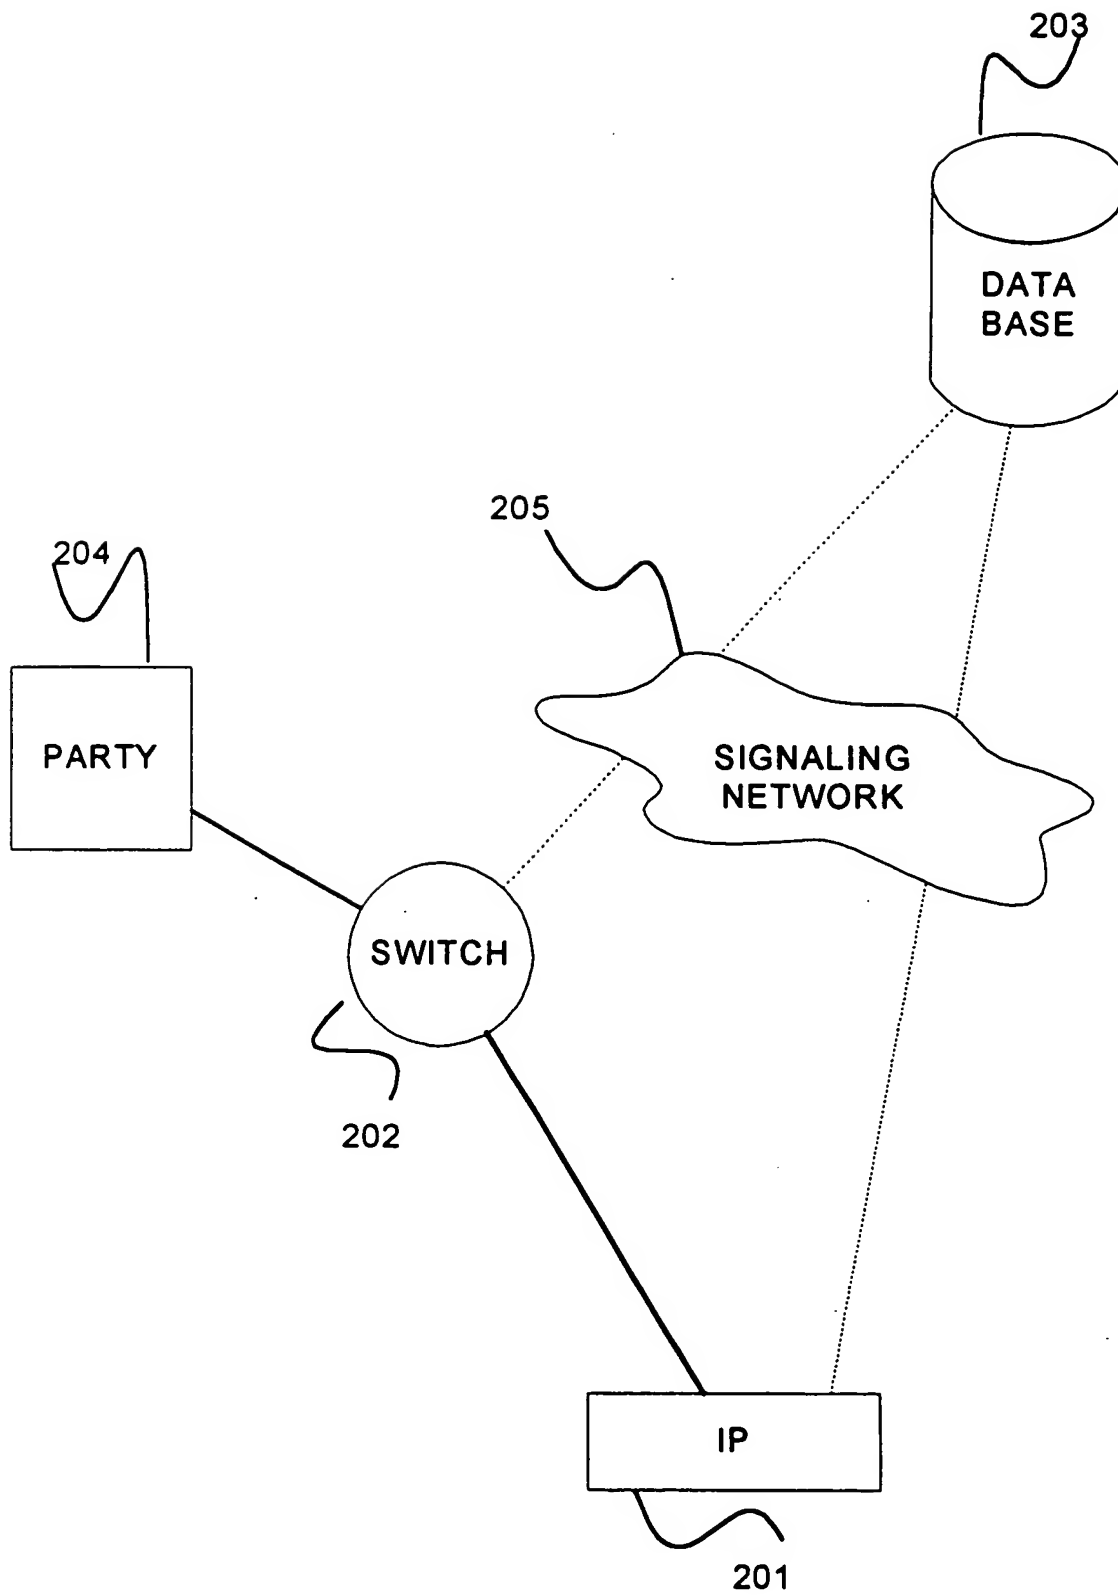 203
DATA
BASE
205
204
PARTY
SIGNALING
NETWORK
SWITCH
202
IP
201